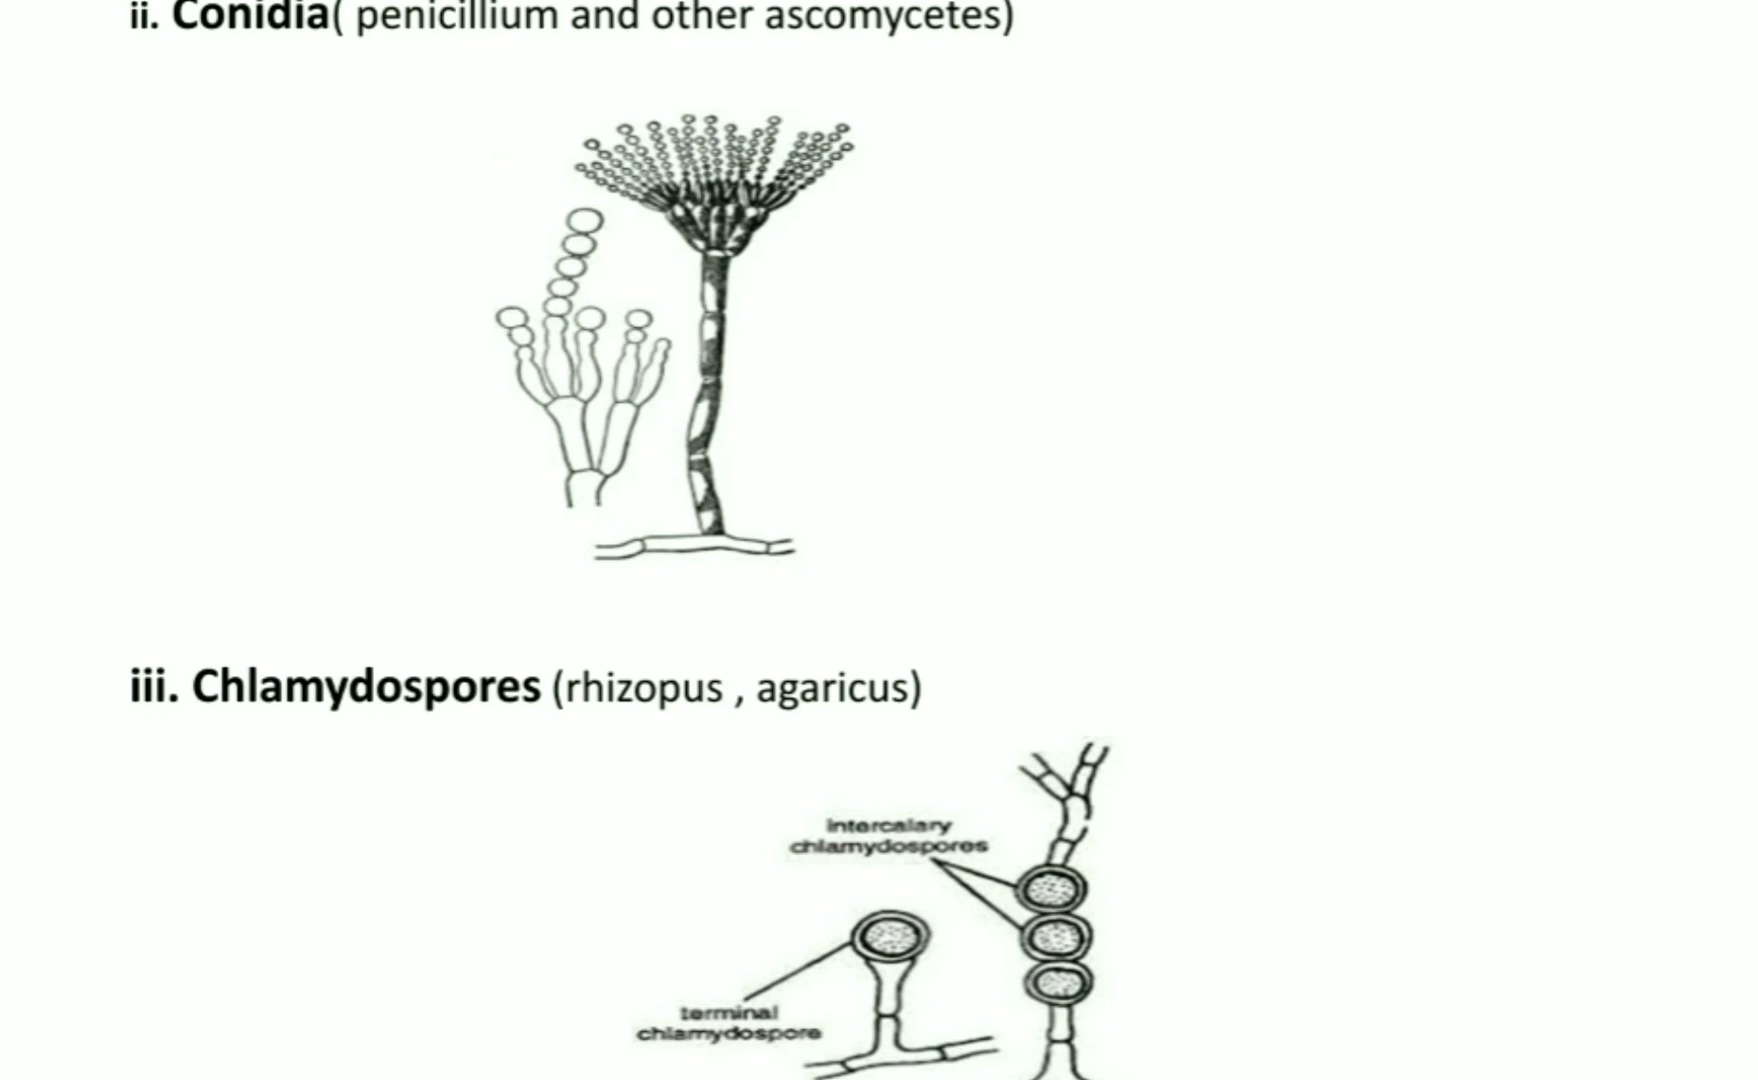 ii. Conidia( penicillium and other ascomycetes)
iii. Chlamydospores (rhizopus , agaricus)
intercalary
chlamydospores
terminal
chlamydospore